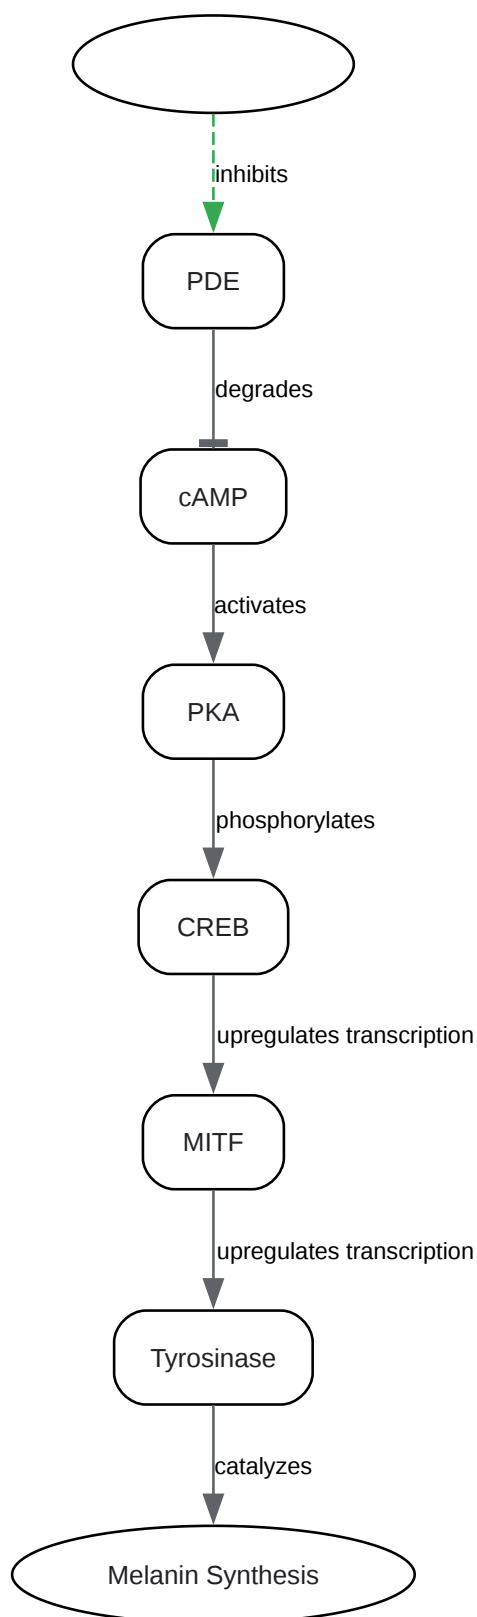 inhibits
PDE
degrades
cAMP
activates
PKA
phosphorylates
CREB
upregulates transcription
MITF
upregulates transcription
Tyrosinase
catalyzes
Melanin Synthesis